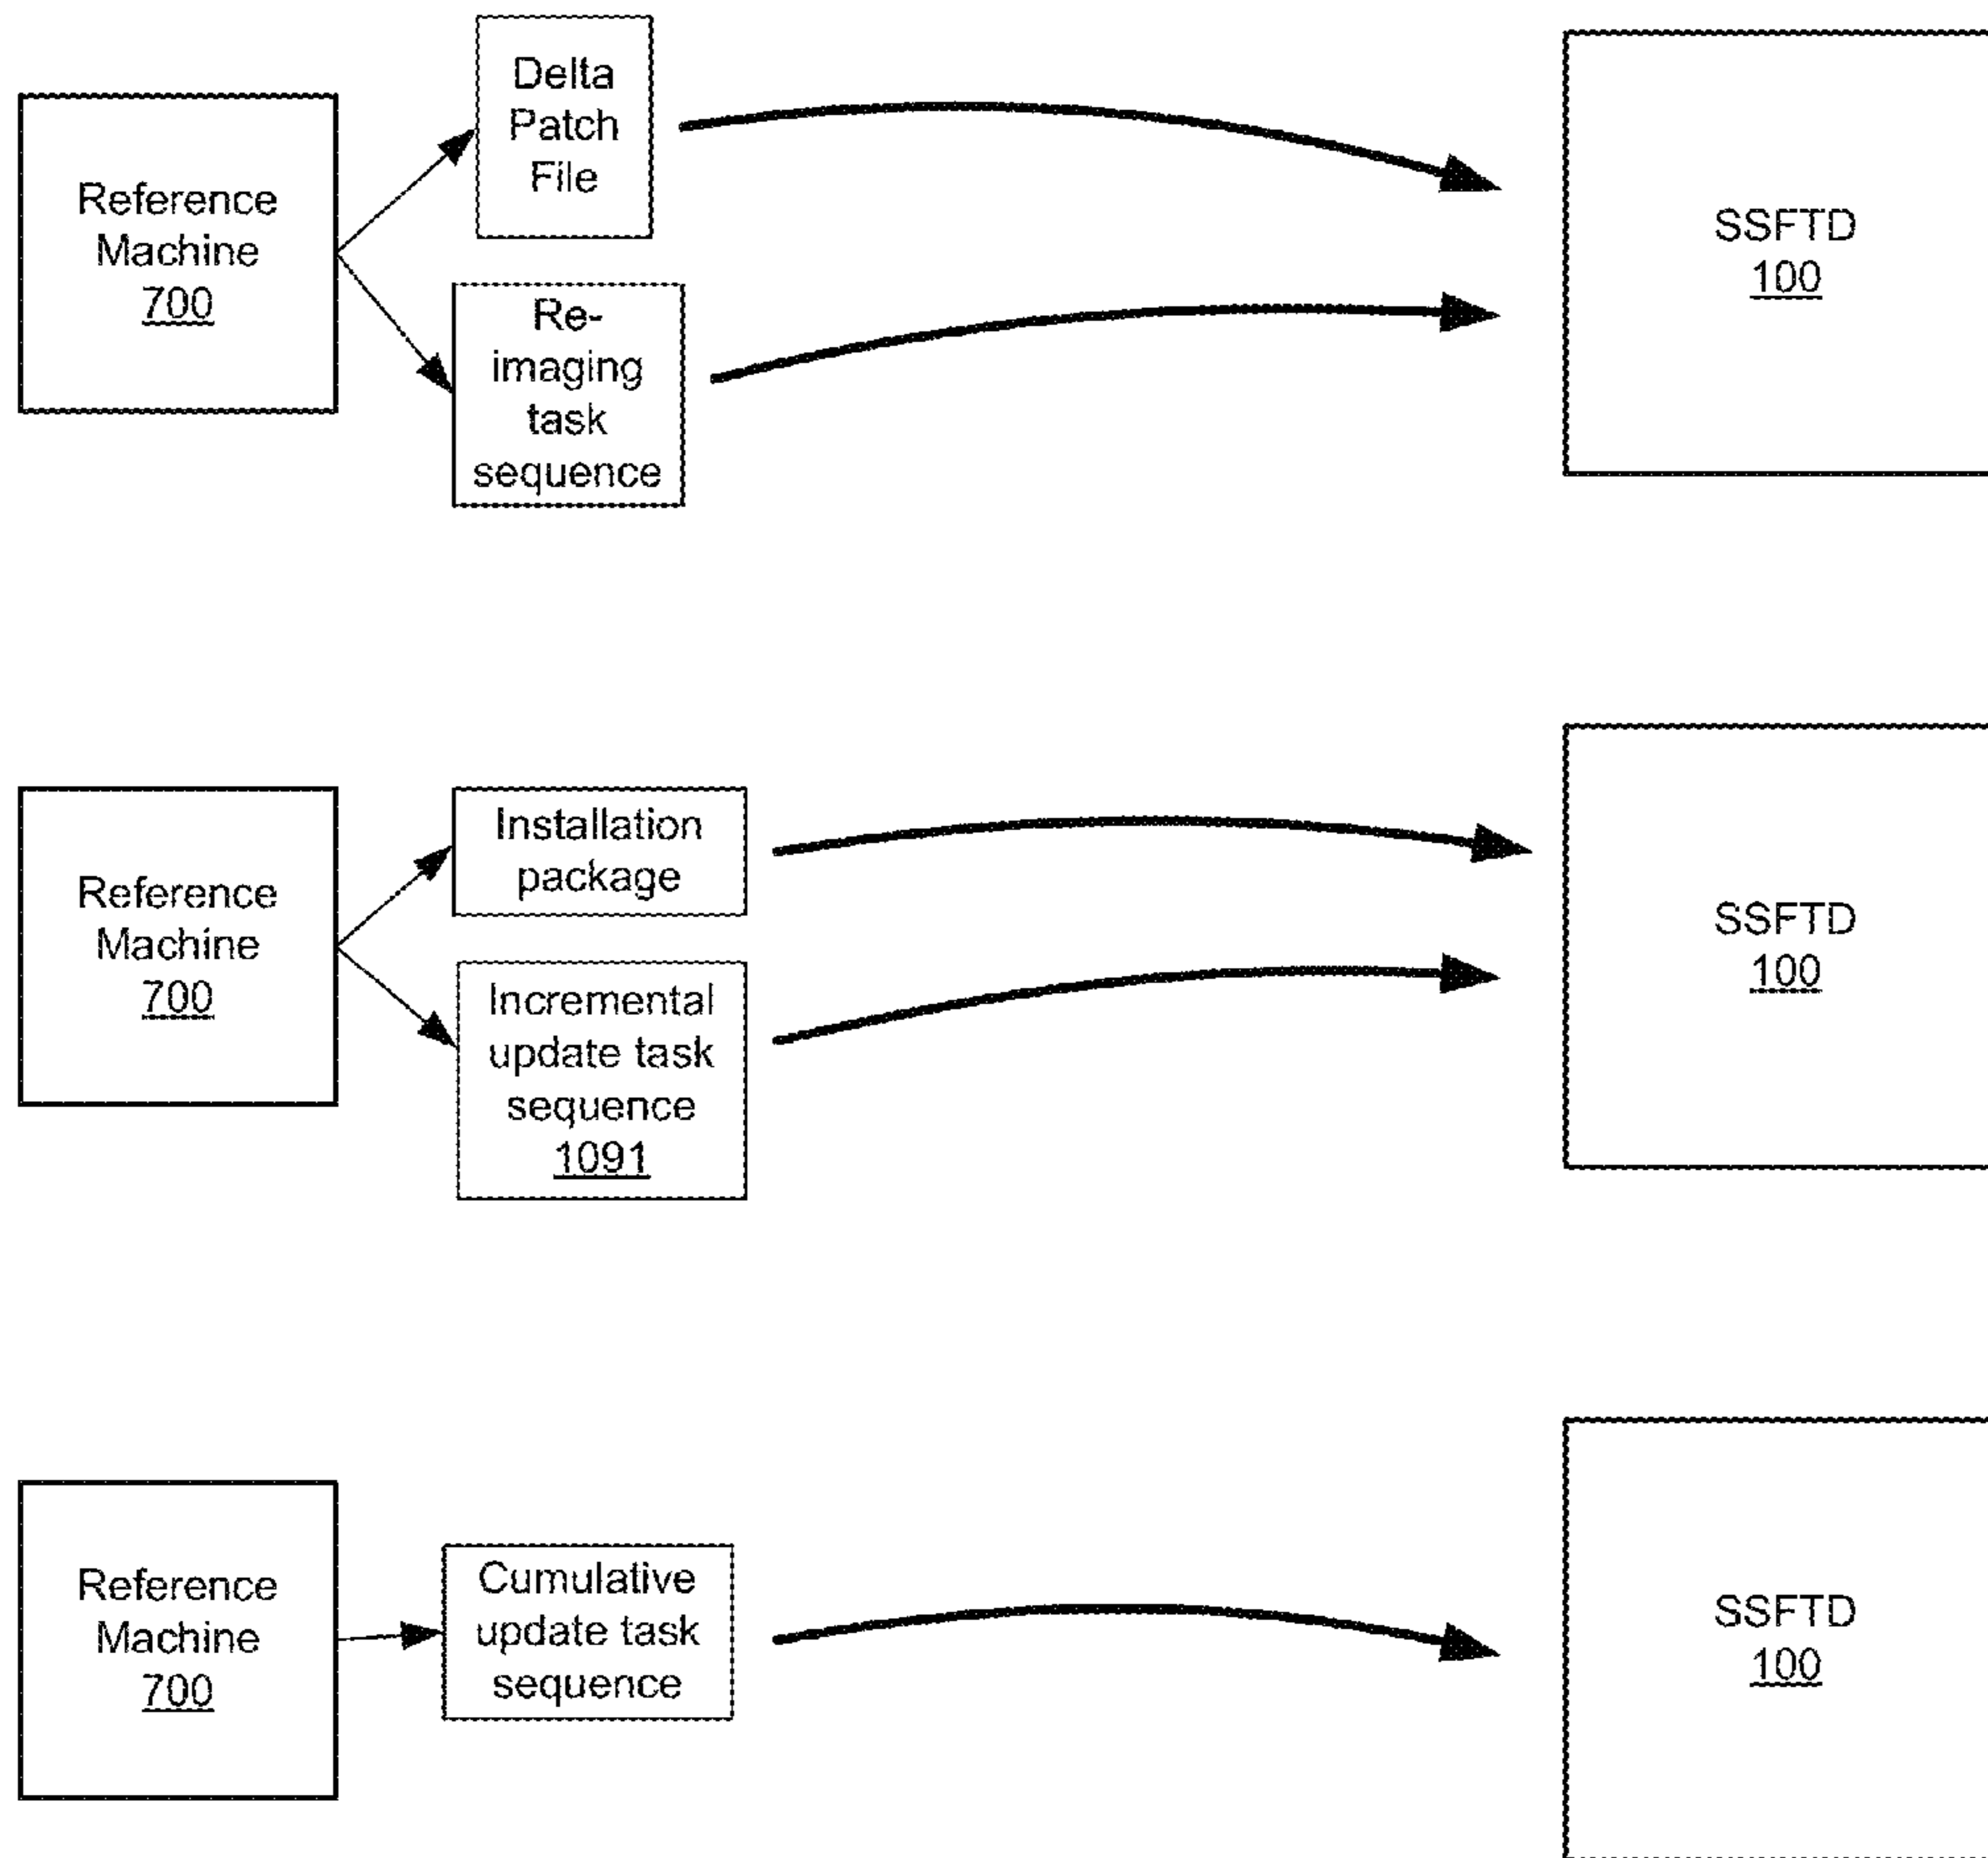 Reference
Machine
700
Delta
Patch
File
Re-
imaging
task
sequence
SSFTD
100
Reference
Machine
700
Installation
package
Incremental
update task
sequence
1091
SSFTD
100
Reference
Machine
700
Cumulative
update task
sequence
SSFTD
100